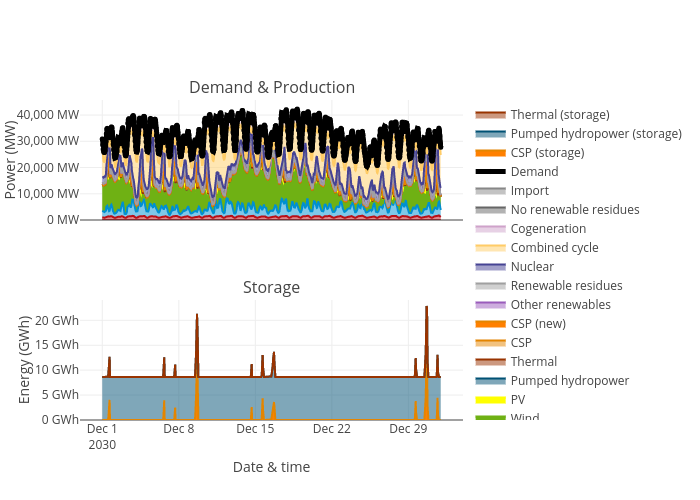 Demand & Production
Power (MW)
40,000 MW
30,000 MW
20,000 MW
10,000 MW
0 MW
Storage
Energy (GWh)
20 GWh
15 GWh
10 GWh
5 GWh
0 GWh
Dec 1
2030
Dec 8
Dec 15
Dec 22
Dec 29
Date & time
Thermal (storage)
Pumped hydropower (storage)
CSP (storage)
Demand
Import
No renewable residues
Cogeneration
Combined cycle
Nuclear
Renewable residues
Other renewables
CSP (new)
CSP
Thermal
Pumped hydropower
PV
Wind